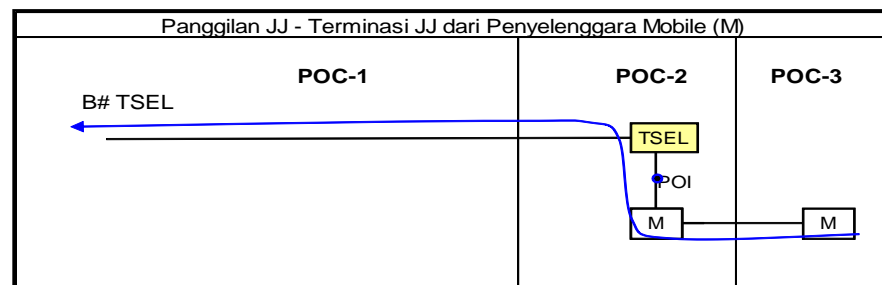 Panggilan JJ - Terminasi JJ dari Penyelenggara Mobile (M)
POC-1 POC-2 POC-3
B# TSEL
TSEL
POI
M M